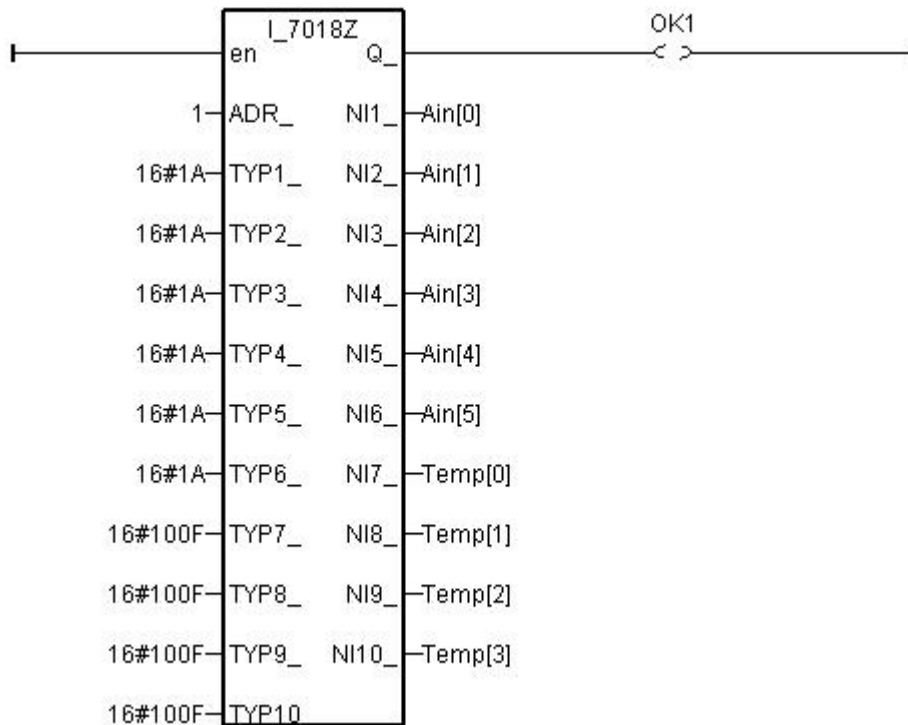 I_7018Z OK1
en Q_
1 ADR_ NI1_ Ain[0]
16#1A TYP1_ NI2_ Ain[1]
16#1A TYP2_ NI3_ Ain[2]
16#1A TYP3_ NI4_ Ain[3]
16#1A TYP4_ NI5_ Ain[4]
16#1A TYP5_ NI6_ Ain[5]
16#1A TYP6_ NI7_ Temp[0]
16#100F TYP7_ NI8_ Temp[1]
16#100F TYP8_ NI9_ Temp[2]
16#100F TYP9_ NI10_ Temp[3]
16#100F TYP10